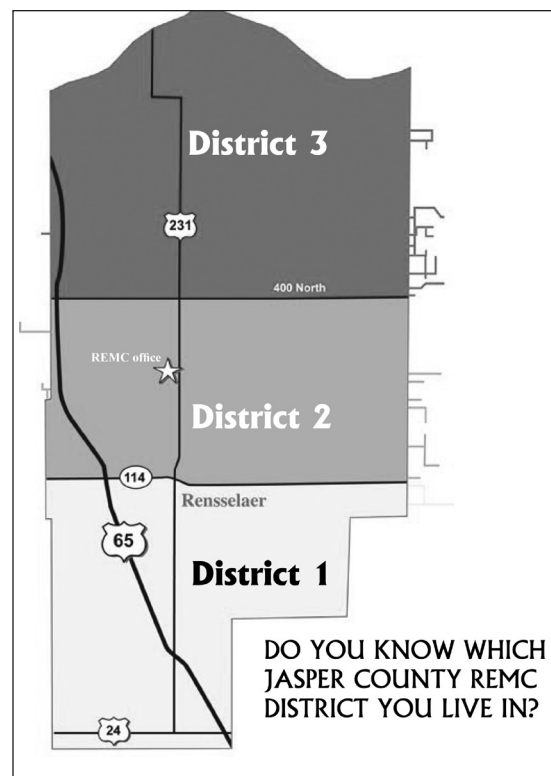 District 3
231
400 North
REMC office
District 2
114
Rensselaer
65
District 1
DO YOU KNOW WHICH
JASPER COUNTY REMC
DISTRICT YOU LIVE IN?
24